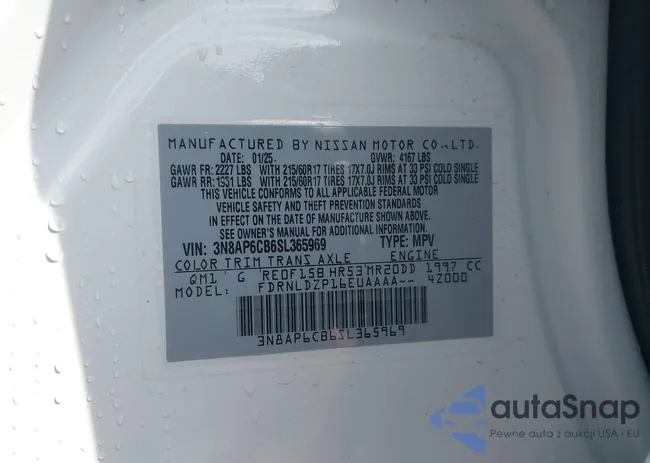 MANUFACTURED BY NISSAN MOTOR CO.,LTD.
DATE: 01/25. GVWR: 4167 LBS
GAWR FR: 2227 LBS WITH 215/60R17 TIRES 17X7.0J RIMS AT 33 PSI COLD SINGLE
GAWR RR: 1951 LBS WITH 215/60R17 TIRES 17X7.0J RIMS AT 33 PSI COLD SINGLE
THIS VEHICLE CONFORMS TO ALL APPLICABLE FEDERAL MOTOR
VEHICLE SAFETY AND THEFT PREVENTION STANDARDS
IN EFFECT ON THE DATE OF MANUFACTURE SHOWN ABOVE.
SEE OWNER'S MANUAL FOR ADDITIONAL INFORMATION.
VIN: 3N8AP6CB6SL365969 TYPE: MPV
COLOR TRIM TRANS AXLE ENGINE
QM1 G RE0F15B HR53 MR20DD 1997 CC
MODEL: FDRNLDZP16EUAAAA-- 4Z000
3N8AP6CB6SL365969
autaSnap
Pewne auta z aukcji USA i EU